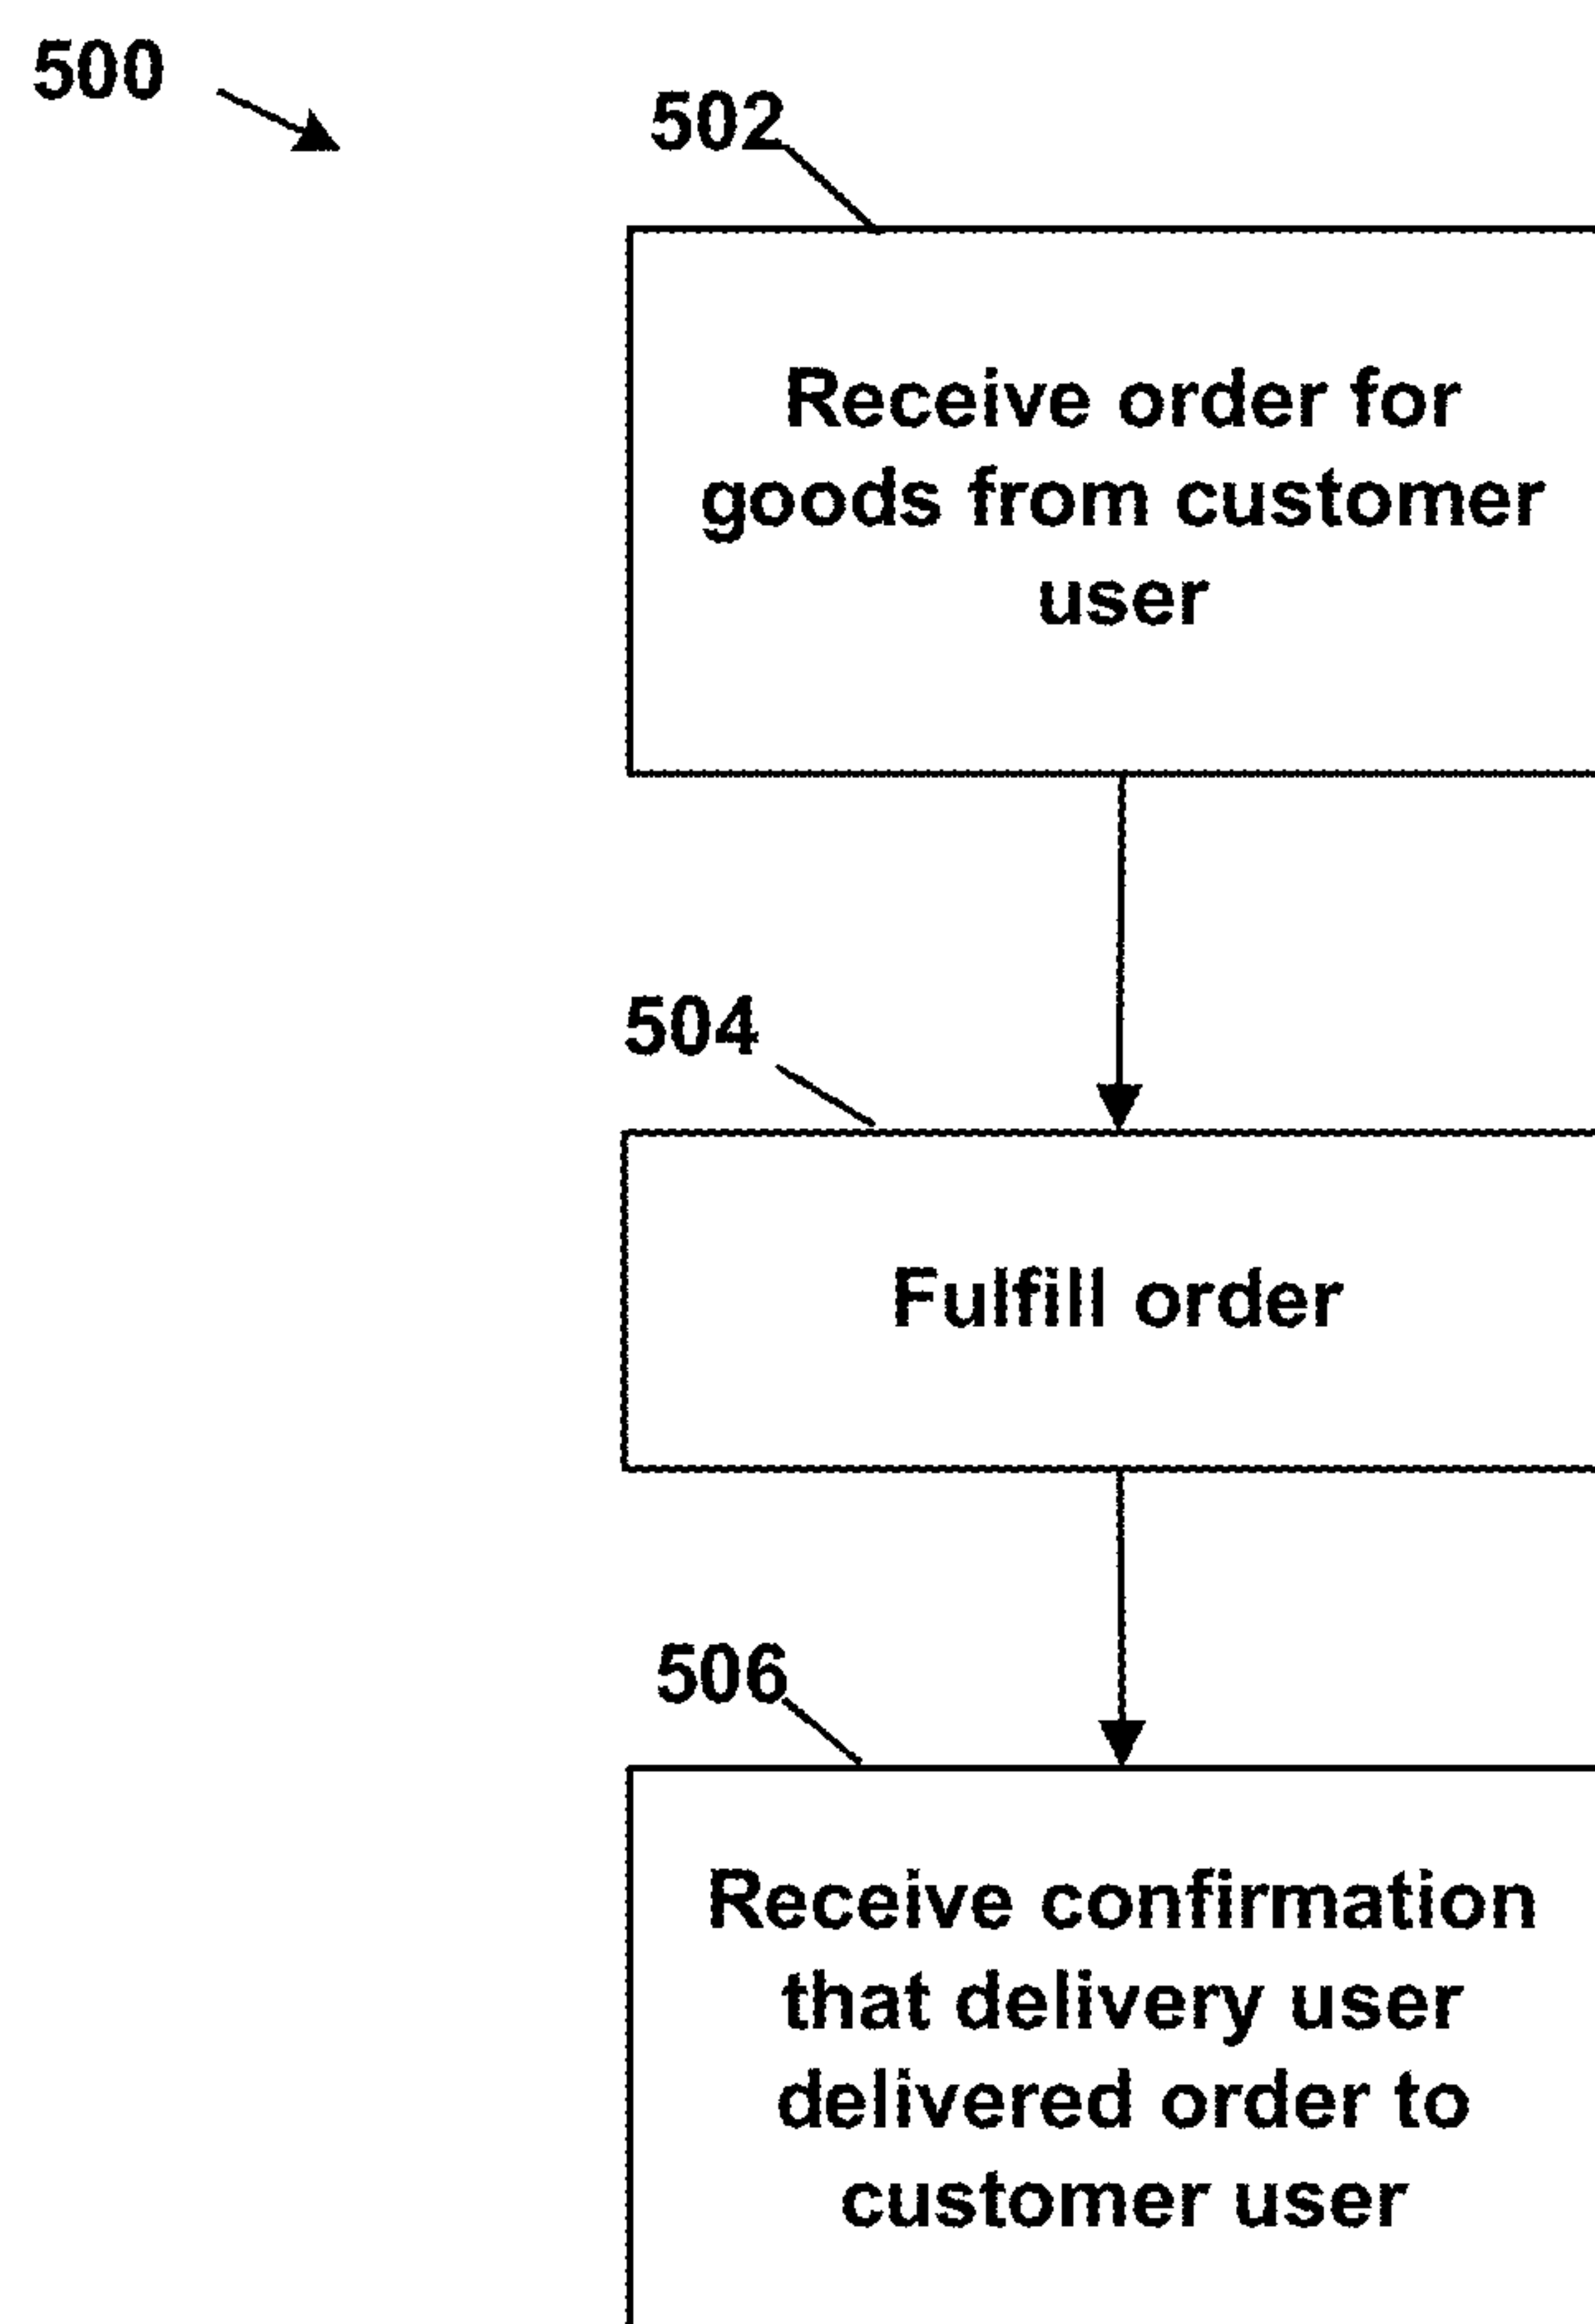 500
502
Receive order for
goods from customer
user
504
Fulfill order
506
Receive confirmation
that delivery user
delivered order to
customer user